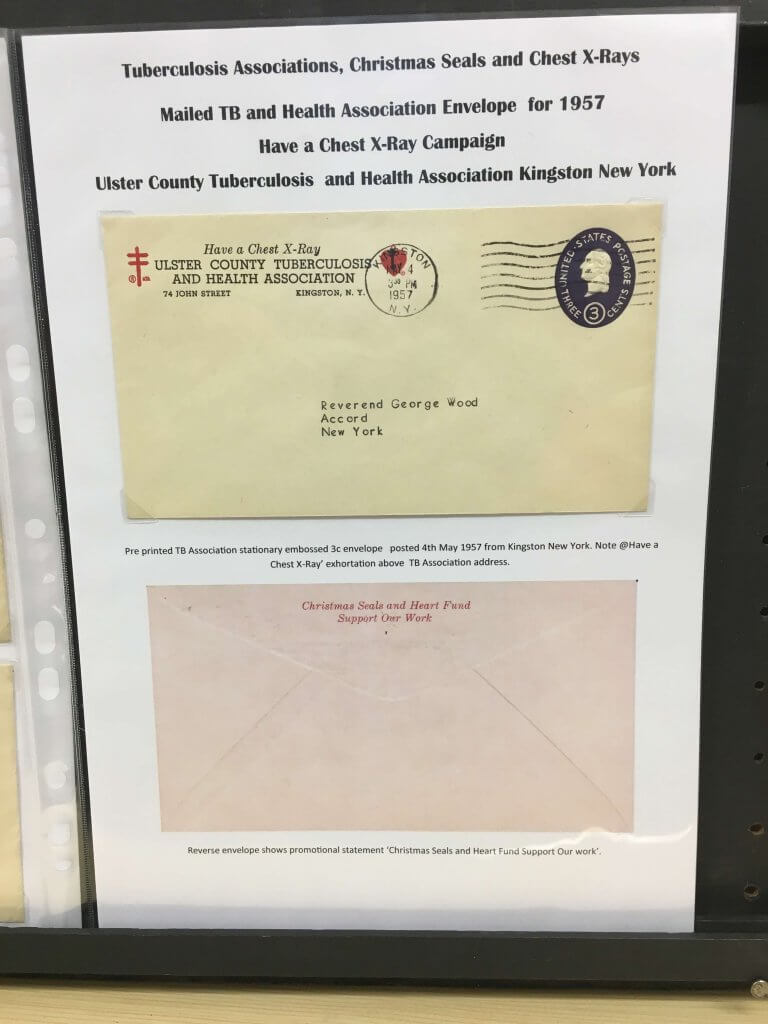 Tuberculosis Associations, Christmas Seals and Chest X-Rays
Mailed TB and Health Association Envelope for 1957
Have a Chest X-Ray Campaign
Ulster County Tuberculosis and Health Association Kingston New York
Have a Chest X-Ray
ULSTER COUNTY TUBERCULOSIS
AND HEALTH ASSOCIATION
74 JOHN STREET KINGSTON, N. Y.
KINGSTON
4
PM
1957
N.Y.
UNITED STATES POSTAGE
THREE 3 CENTS
Reverend George Wood
Accord
New York
Pre printed TB Association stationary embossed 3c envelope posted 4th May 1957 from Kingston New York. Note @Have a
Chest X-Ray' exhortation above TB Association address.
Christmas Seals and Heart Fund
Support Our Work
Reverse envelope shows promotional statement 'Christmas Seals and Heart Fund Support Our work'.